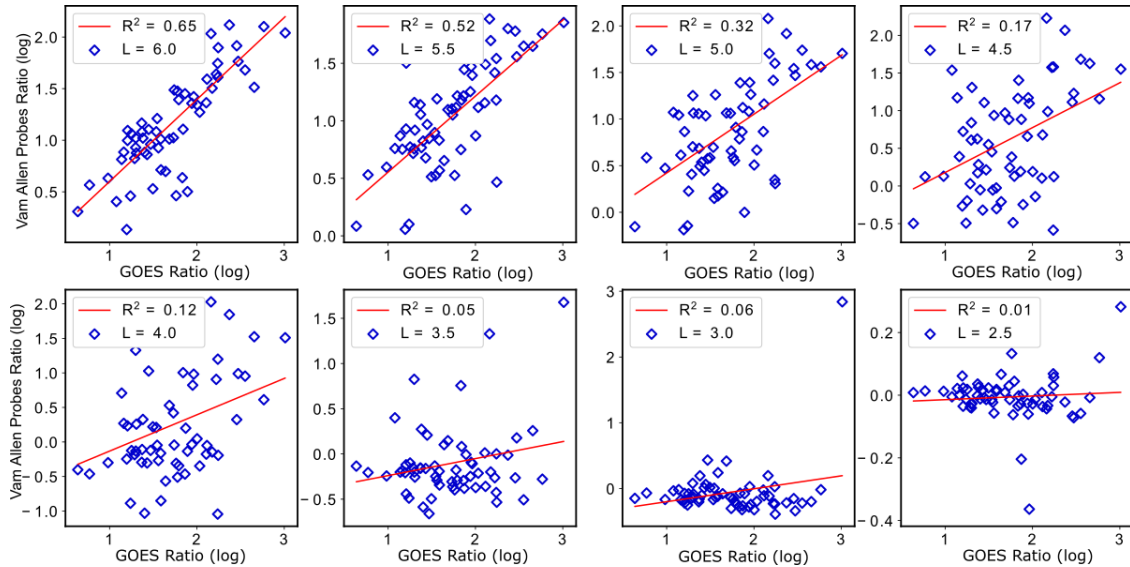 R² = 0.65
L = 6.0
2.0
1.5
1.0
0.5
1 2 3
Vam Allen Probes Ratio (log)
GOES Ratio (log)
R² = 0.52
L = 5.5
2.0
1.5
1.0
0.5
0.0
1 2 3
GOES Ratio (log)
R² = 0.32
L = 5.0
2.0
1.5
1.0
0.5
0.0
1 2 3
GOES Ratio (log)
R² = 0.17
L = 4.5
2.0
1.5
1.0
0.5
0.0
− 0.5
1 2 3
GOES Ratio (log)
R² = 0.12
L = 4.0
2.0
1.5
1.0
0.5
0.0
−0.5
− 1.0
1 2 3
Vam Allen Probes Ratio (log)
GOES Ratio (log)
R² = 0.05
L = 3.5
1.5
1.0
0.5
0.0
− 0.5
1 2 3
GOES Ratio (log)
R² = 0.06
L = 3.0
3
2
1
0
1 2 3
GOES Ratio (log)
R² = 0.01
L = 2.5
0.2
0.0
− 0.2
− 0.4
1 2 3
GOES Ratio (log)